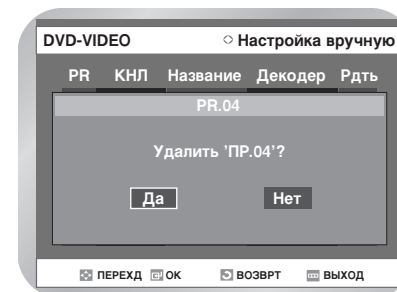 DVD-VIDEO Настройка вручную
PR КНЛ Название Декодер Рдть
PR.04
Удалить ’ПР.04’?
Да Нет
ПЕРЕХД ОК ВОЗВРТ ВЫХОД